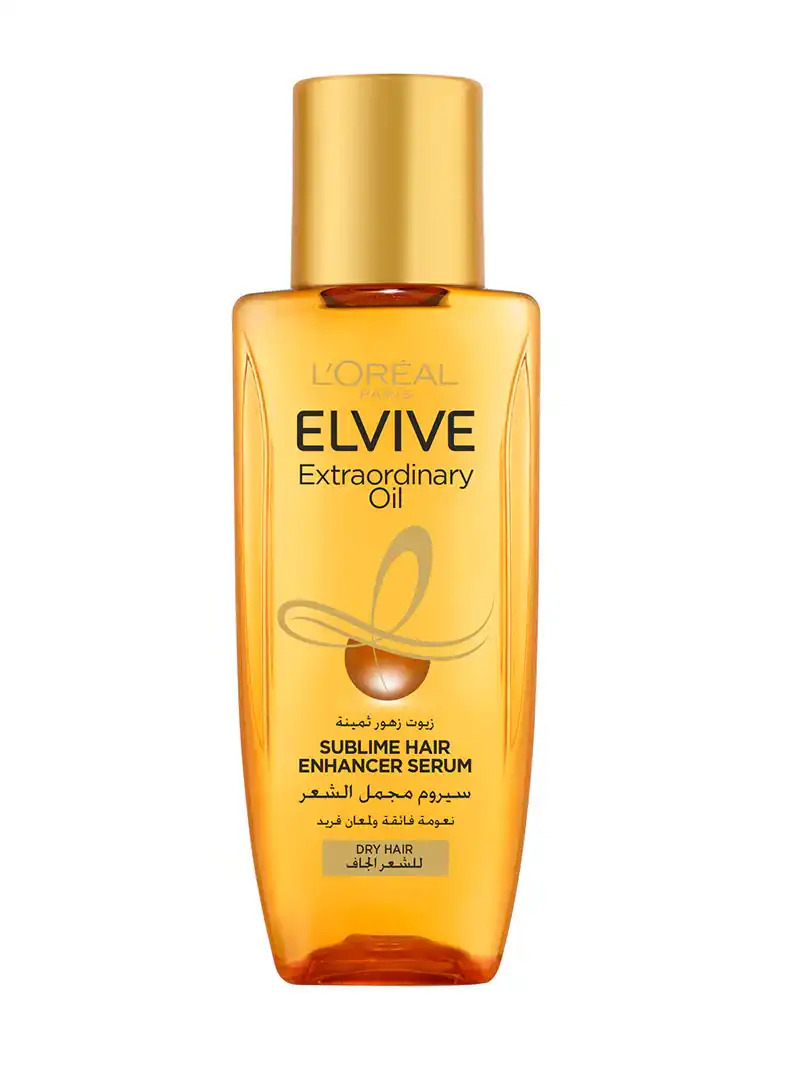 L'ORÉAL
PARIS
ELVIVE
Extraordinary
Oil
زيوت زهور ثمينة
SUBLIME HAIR
ENHANCER SERUM
سيروم مجمل الشعر
نعومة فائقة ولمعان فريد
DRY HAIR
للشعر الجاف